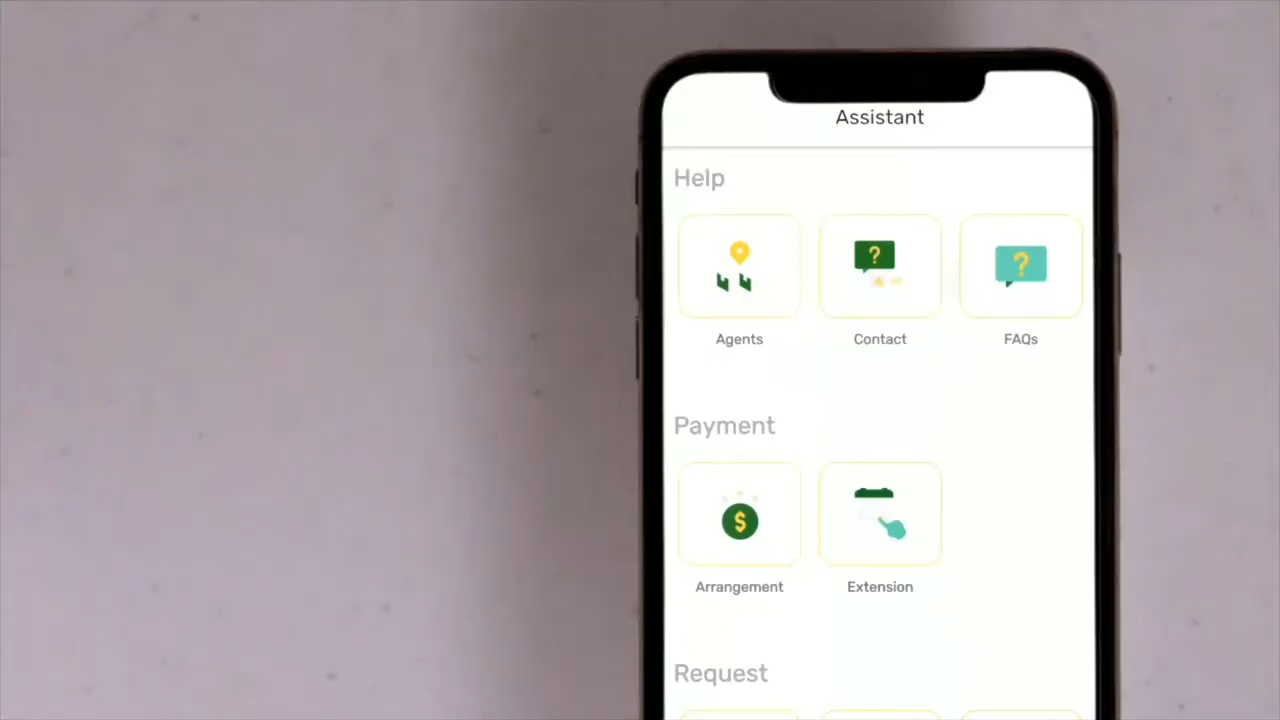 Assistant
Help
?
?
Agents
Contact
FAQs
Payment
$
Arrangement
Extension
Request